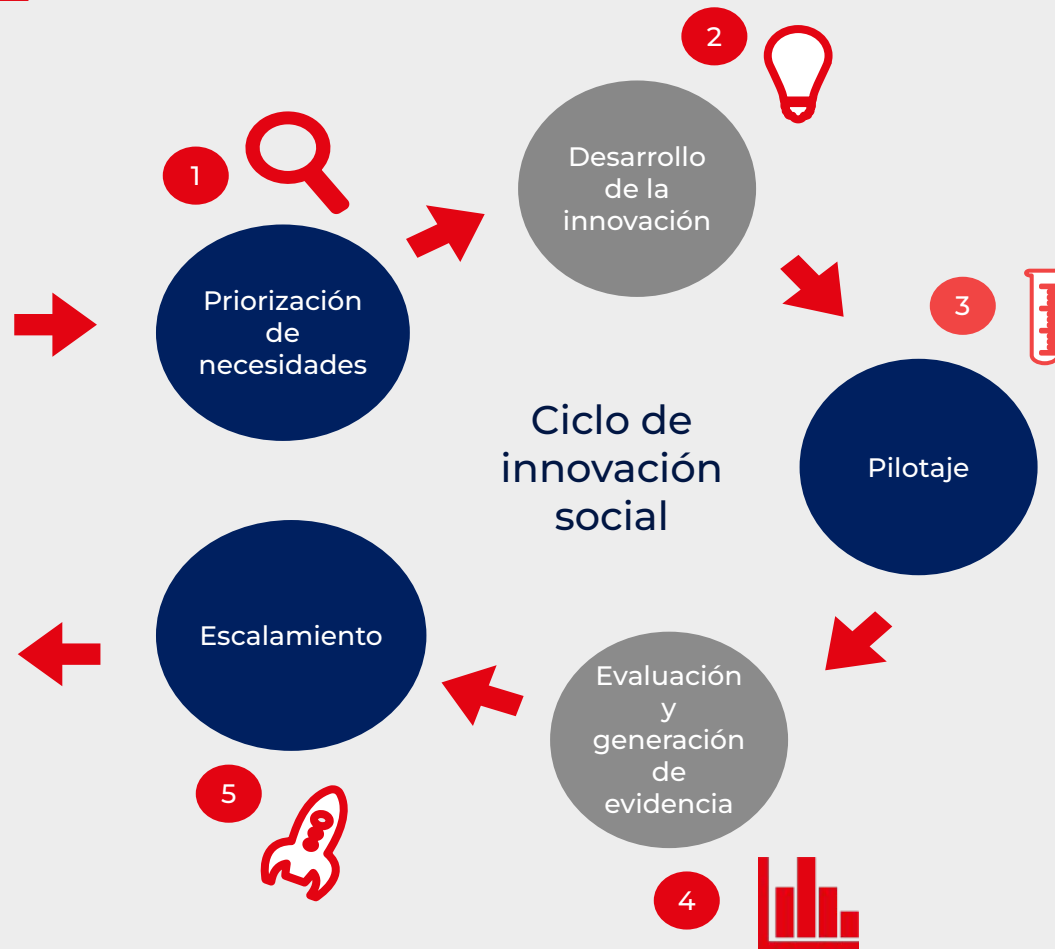 1
Priorización
de
necesidades
2
Desarrollo
de la
innovación
3
Pilotaje
Ciclo de
innovación
social
4
Evaluación
y
generación
de
evidencia
5
Escalamiento